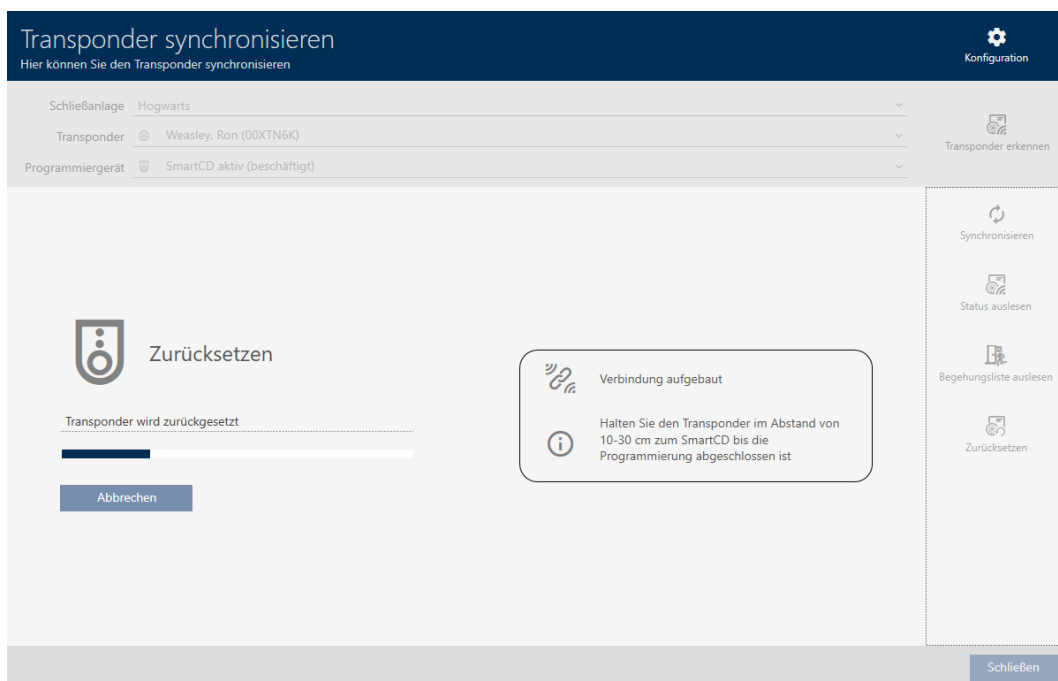 Transponder synchronisieren
Hier können Sie den Transponder synchronisieren
Konfiguration
Schließanlage Hogwarts
Transponder Weasley, Ron (00XTN6K)
Programmiergerät SmartCD aktiv (beschäftigt)
Transponder erkennen
Synchronisieren
Status auslesen
Begehungsliste auslesen
Zurücksetzen
Zurücksetzen
Transponder wird zurückgesetzt
Abbrechen
Verbindung aufgebaut
Halten Sie den Transponder im Abstand von
10-30 cm zum SmartCD bis die
Programmierung abgeschlossen ist
Schließen